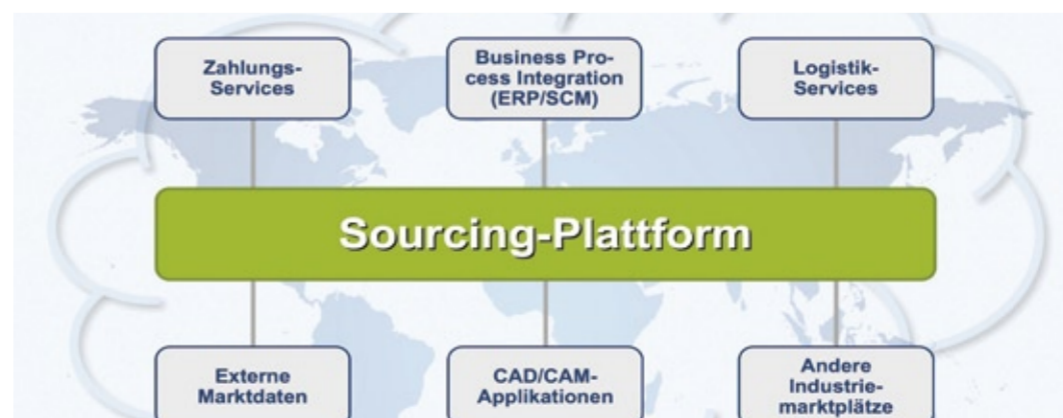 Zahlungs-
Services
Business Pro-
cess Integration
(ERP/SCM)
Logistik-
Services
Sourcing-Plattform
Externe
Marktdaten
CAD/CAM-
Applikationen
Andere
Industrie-
marktplätze